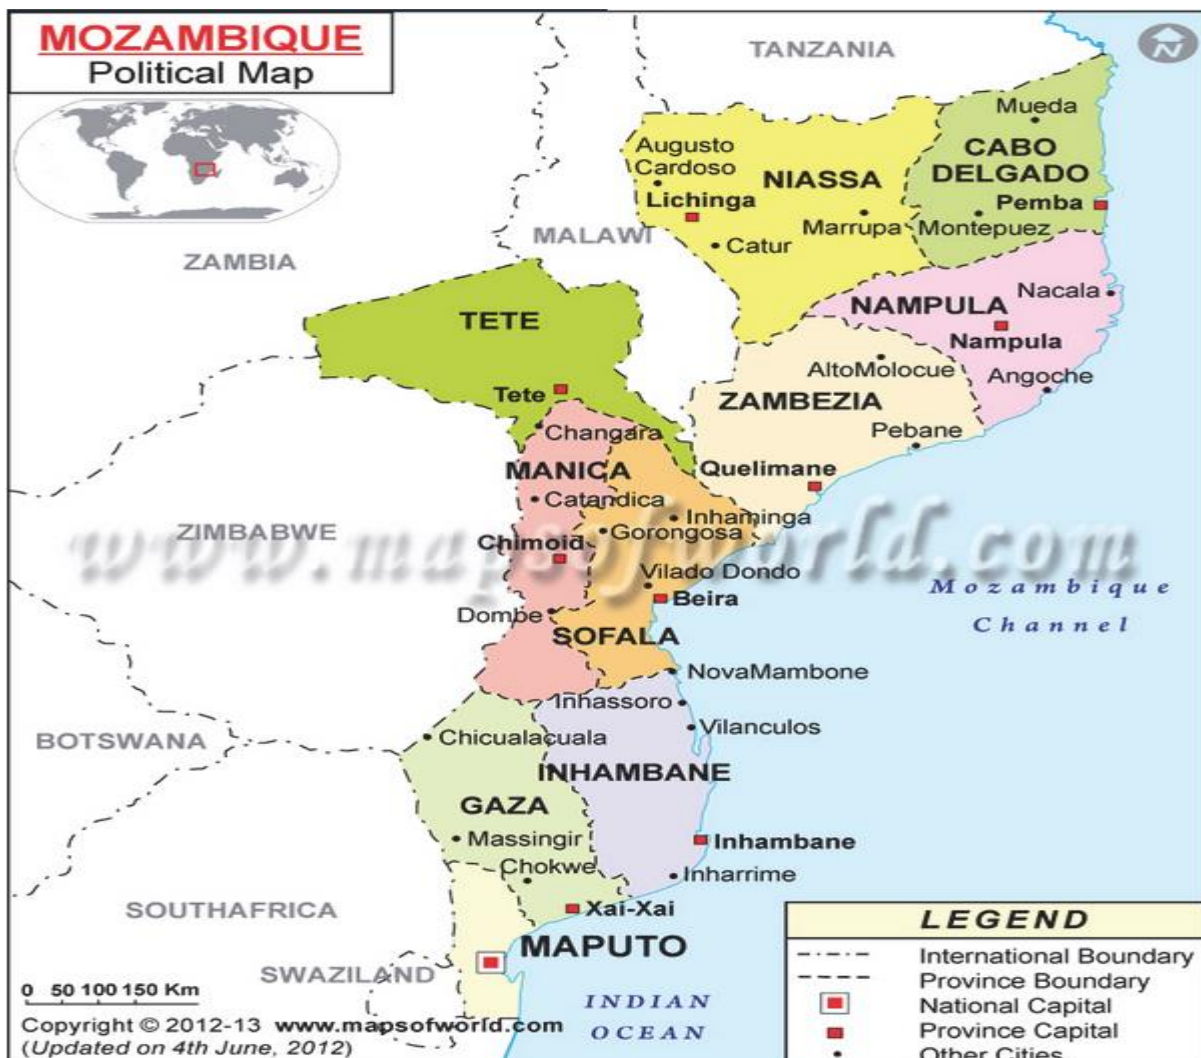 MOZAMBIQUE
Political Map
TANZANIA
N
Mueda
CABO
DELGADO
Pemba
Montepuez
Augusto
Cardoso
NIASSA
Lichinga
Marrupa
Catur
MALAWI
ZAMBIA
NAMPULA
Nacala
Nampula
Angoche
TETE
Tete
Changara
AltoMolocue
ZAMBEZIA
Pebane
Quelimane
MANICA
Catandica
Inhaminga
Gorongosa
ZIMBABWE
Chimoid
www.mapsofworld.com
Vilado Dondo
Beira
Dombe
SOFALA
Mozambique
Channel
NovaMambone
Inhassoro
Vilanculos
BOTSWANA
Chicualacuala
INHAMBANE
GAZA
Massingir
Inhambane
Chokwe
Inharrime
SOUTHAFRICA
Xai-Xai
MAPUTO
SWAZILAND
INDIAN
OCEAN
LEGEND
International Boundary
Province Boundary
National Capital
Province Capital
Other Cities
0 50 100 150 Km
Copyright © 2012-13 www.mapsofworld.com
(Updated on 4th June, 2012)